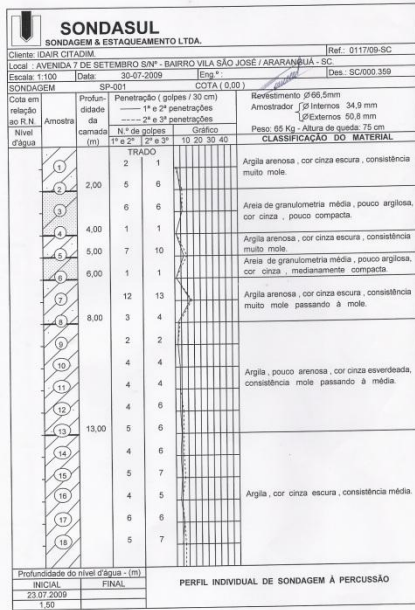 SONDASUL
SONDAGEM & ESTAQUEAMENTO LTDA.
Cliente: IDAIR CITADIM.
Ref.: 0117/09-SC
Local : AVENIDA 7 DE SETEMBRO S/Nº - BAIRRO VILA SÃO JOSÉ / ARARANGUÁ - SC.
Escala: 1:100 Data: 30-07-2009 Eng.º : Des.: SC/000.359
SONDAGEM SP-001 COTA ( 0,00 )
Cota em relação ao R.N.
Nível d'água
Amostra
Profundidade da camada (m)
Penetração ( golpes / 30 cm )
1ª e 2ª penetrações
2ª e 3ª penetrações
N.º de golpes Gráfico
1º e 2º 2º e 3º 10 20 30 40
Revestimento Ø66,5mm
Amostrador Ø Internos 34,9 mm
Ø Externos 50,8 mm
Peso: 65 Kg - Altura de queda: 75 cm
CLASSIFICAÇÃO DO MATERIAL
TRADO
1 2 1
Argila arenosa , cor cinza escura , consistência
muito mole.
2 2,00 5 6
3 6 6
Areia de granulometria média , pouco argilosa,
cor cinza , pouco compacta.
4 4,00 1 1
Argila arenosa , cor cinza escura , consistência
muito mole.
5 5,00 7 10
Areia de granulometria média , pouco argilosa,
cor cinza , medianamente compacta.
6 6,00 1 1
7 12 13
Argila arenosa , cor cinza escura , consistência
muito mole passando à mole.
8 8,00 3 4
9 2 2
10 4 4
Argila , pouco arenosa , cor cinza esverdeada,
consistência mole passando à média.
11 4 4
12 4 6
13 13,00 5 6
14 4 6
15 5 7
16 4 5
Argila , cor cinza escura , consistência média.
17 6 6
18 5 7
Profundidade do nível d'água - (m)
INICIAL FINAL
23.07.2009
1,50
PERFIL INDIVIDUAL DE SONDAGEM À PERCUSSÃO